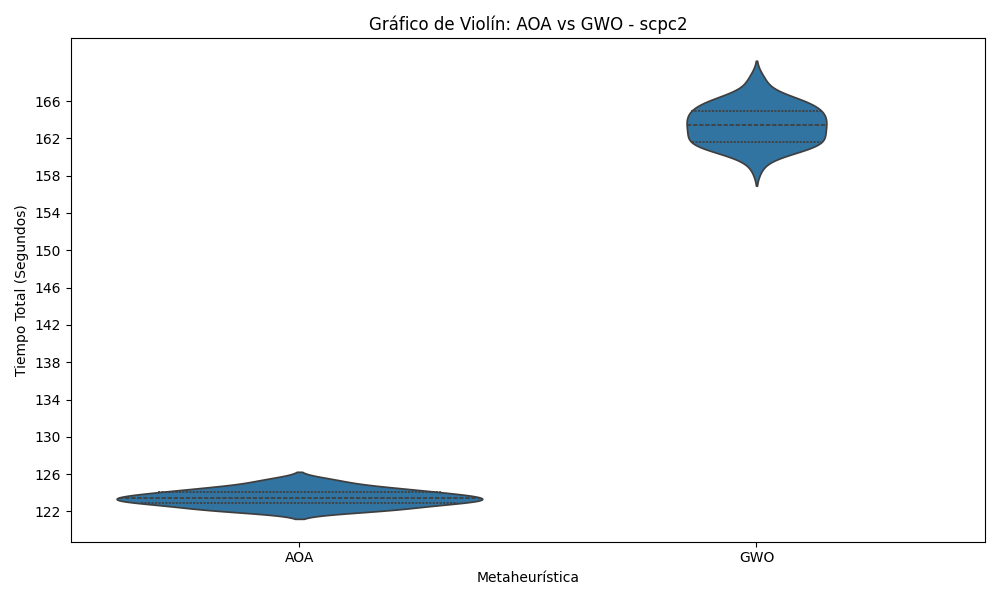 Gráfico de Violín: AOA vs GWO - scpc2
Tiempo Total (Segundos)
166
162
158
154
150
146
142
138
134
130
126
122
AOA
GWO
Metaheurística